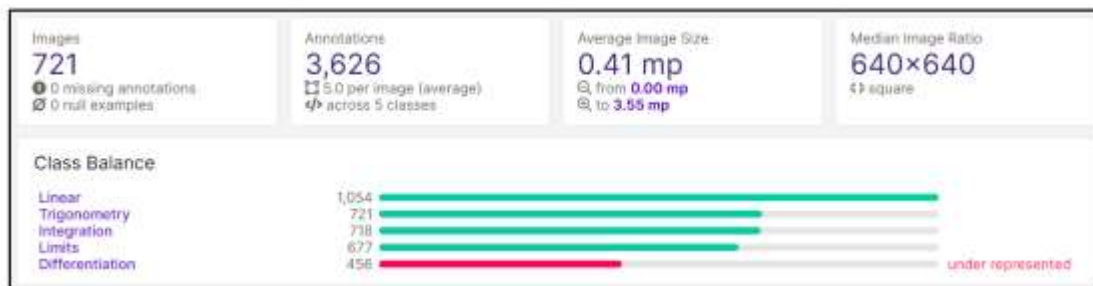 Images
721
0 missing annotations
0 null examples
Annotations
3,626
5.0 per image (average)
across 5 classes
Average Image Size
0.41 mp
from 0.00 mp
to 3.55 mp
Median Image Ratio
640×640
square
Class Balance
Linear 1,054
Trigonometry 721
Integration 718
Limits 677
Differentiation 456 under represented